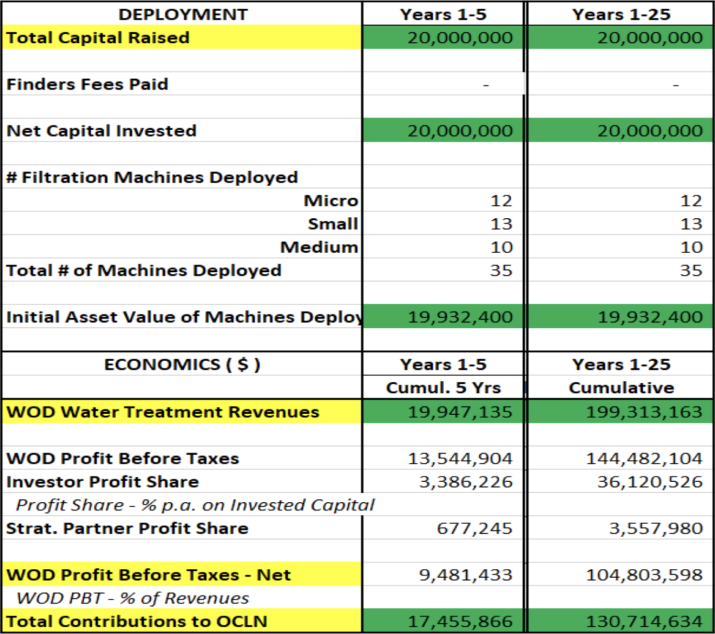 DEPLOYMENT Years 1-5 Years 1-25
Total Capital Raised 20,000,000 20,000,000
Finders Fees Paid - -
Net Capital Invested 20,000,000 20,000,000
# Filtration Machines Deployed
Micro 12 12
Small 13 13
Medium 10 10
Total # of Machines Deployed 35 35
Initial Asset Value of Machines Deploy 19,932,400 19,932,400
ECONOMICS ( $ ) Years 1-5 Years 1-25
Cumul. 5 Yrs Cumulative
WOD Water Treatment Revenues 19,947,135 199,313,163
WOD Profit Before Taxes 13,544,904 144,482,104
Investor Profit Share 3,386,226 36,120,526
Profit Share - % p.a. on Invested Capital
Strat. Partner Profit Share 677,245 3,557,980
WOD Profit Before Taxes - Net 9,481,433 104,803,598
WOD PBT - % of Revenues
Total Contributions to OCLN 17,455,866 130,714,634